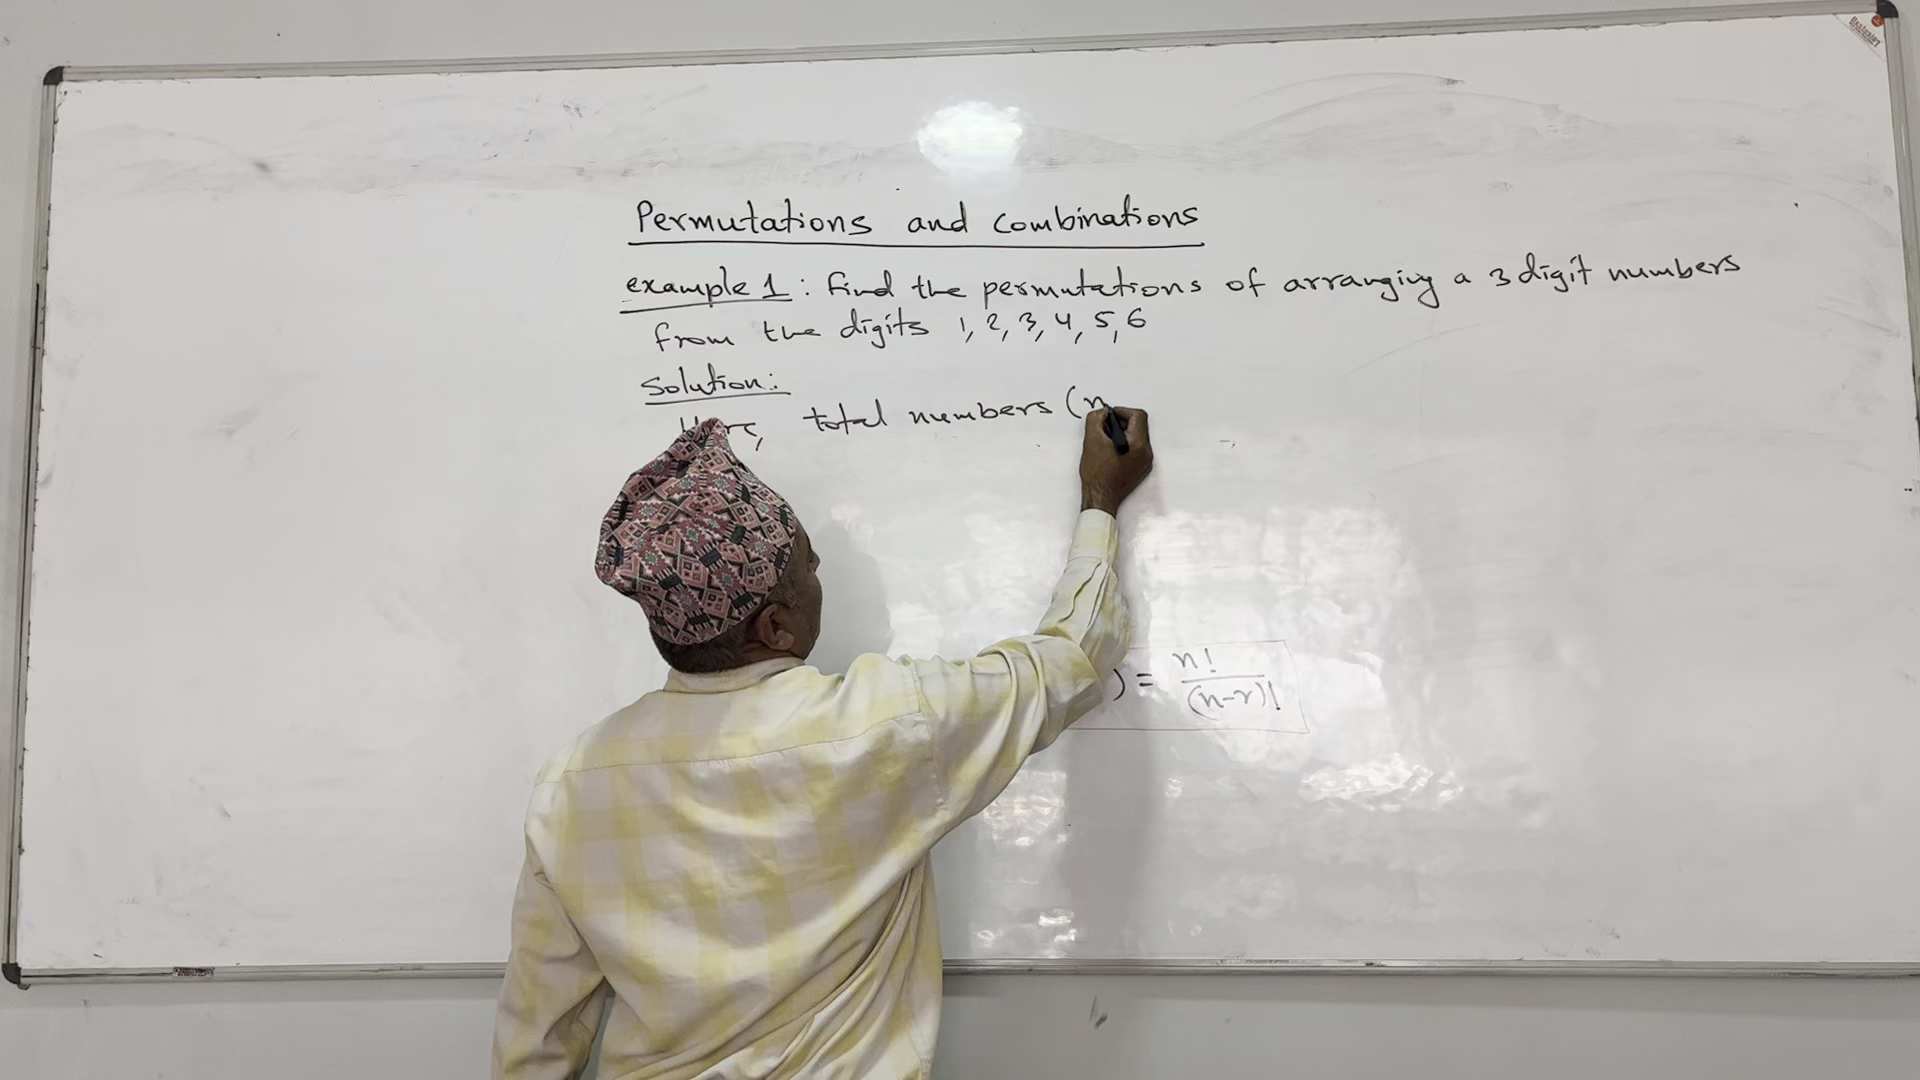 Permutations and Combinations
example 1: Find the permutations of arranging a 3 digit numbers
from the digits 1, 2, 3, 4, 5, 6
Solution:
total numbers (n
) = n! / (n-r)!